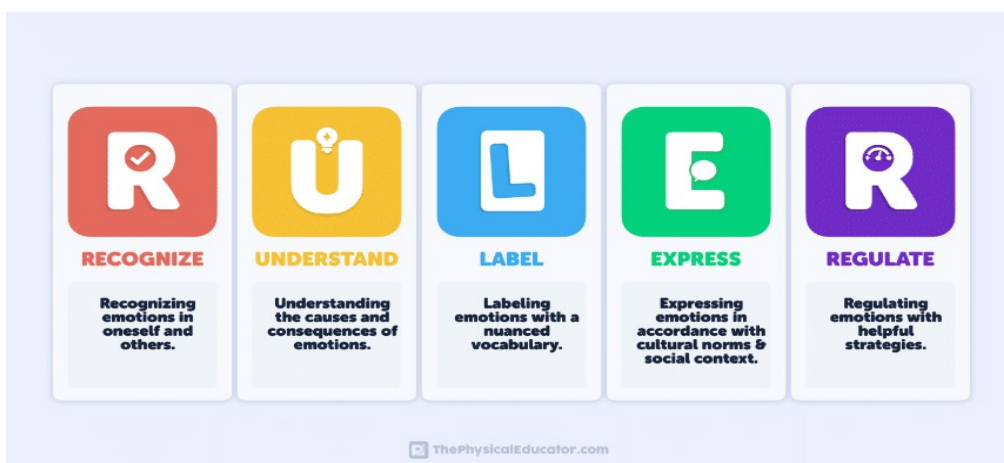 R
U
L
E
R
RECOGNIZE
UNDERSTAND
LABEL
EXPRESS
REGULATE
Recognizing
emotions in
oneself and
others.
Understanding
the causes and
consequences of
emotions.
Labeling
emotions with a
nuanced
vocabulary.
Expressing
emotions in
accordance with
cultural norms &
social context.
Regulating
emotions with
helpful
strategies.
ThePhysicalEducator.com